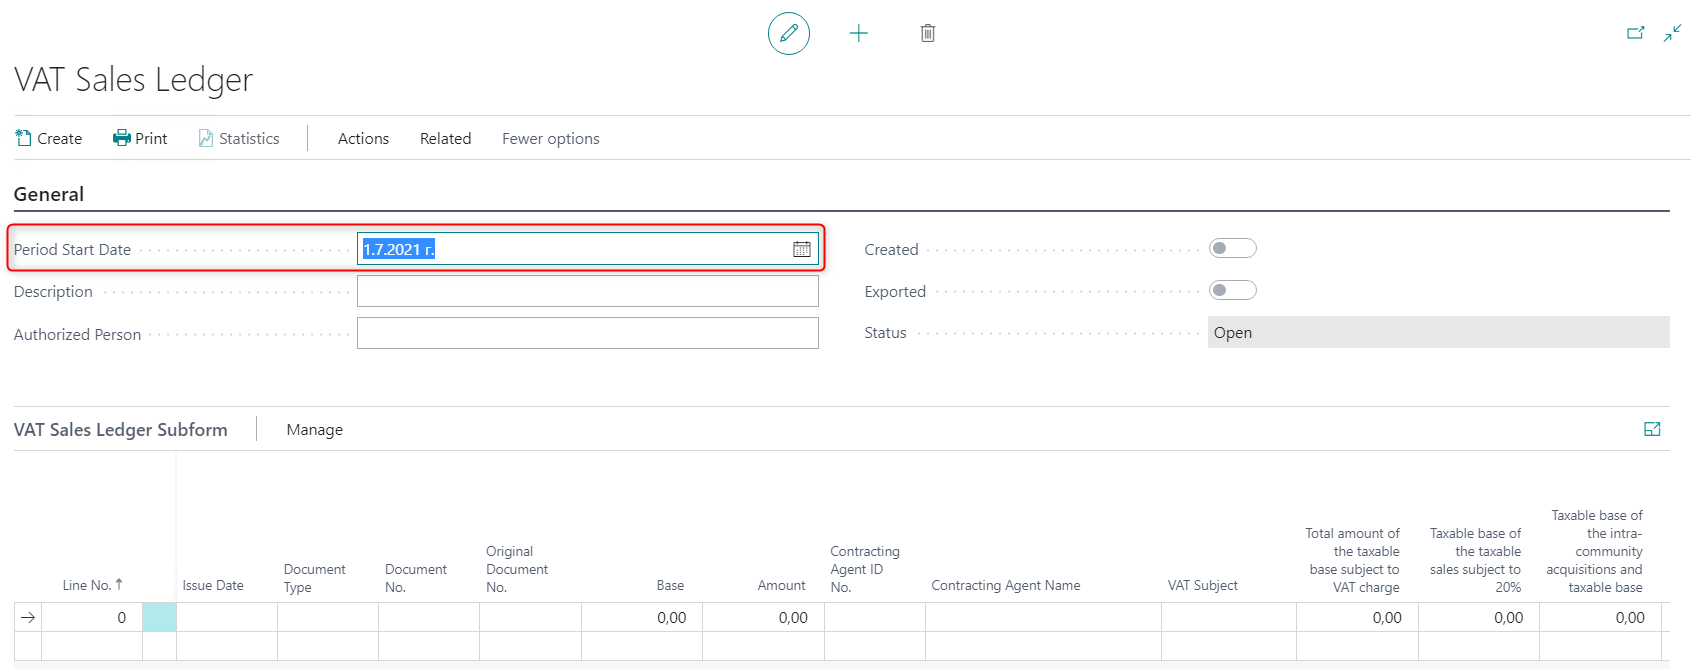 VAT Sales Ledger
Create Print Statistics Actions Related Fewer options
General
Period Start Date 1.7.2021 г.
Description
Authorized Person
Created
Exported
Status Open
VAT Sales Ledger Subform Manage
Line No. ↑
Issue Date
Document
Type
Document
No.
Original
Document
No.
Base
Amount
Contracting
Agent ID
No.
Contracting Agent Name
VAT Subject
Total amount of
the taxable
base subject to
VAT charge
Taxable base of
the taxable
sales subject to
20%
Taxable base of
the intra-
community
acquisitions and
taxable base
→ 0 0,00 0,00 0,00 0,00 0,00